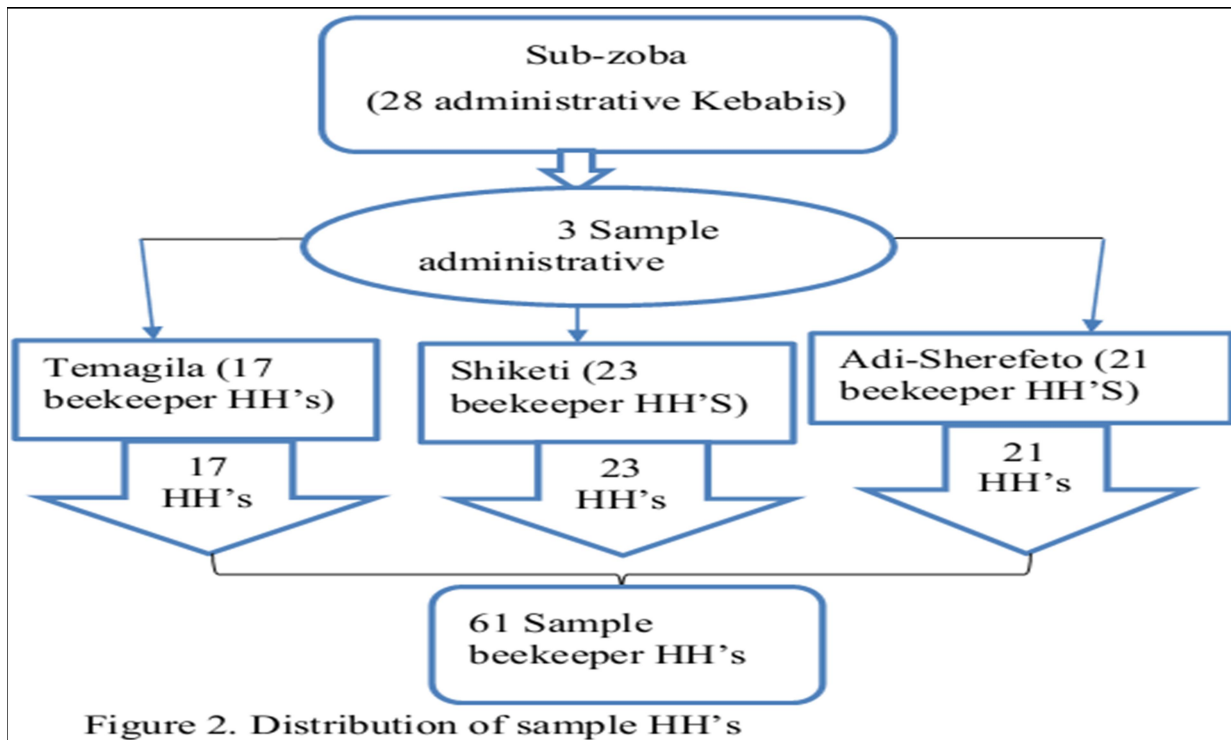 Sub-zoba
(28 administrative Kebabis)
3 Sample
administrative
Temagila (17
beekeeper HH's)
Shiketi (23
beekeeper HH'S)
Adi-Sherefeto (21
beekeeper HH'S)
17
HH's
23
HH's
21
HH's
61 Sample
beekeeper HH's
Figure 2. Distribution of sample HH's